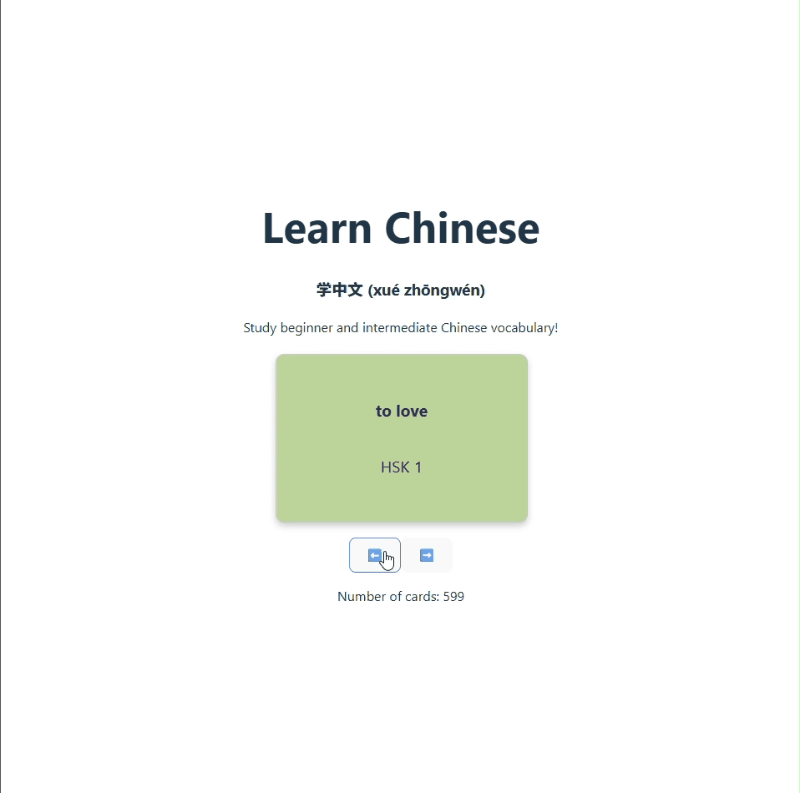 Learn Chinese
学中文 (xué zhōngwén)
Study beginner and intermediate Chinese vocabulary!
to love
HSK 1
Number of cards: 599